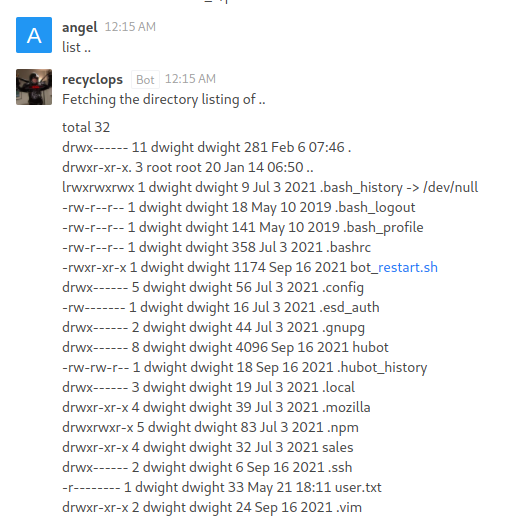 A
angel 12:15 AM
list ..
recyclops Bot 12:15 AM
Fetching the directory listing of ..
total 32
drwx------ 11 dwight dwight 281 Feb 6 07:46 .
drwxr-xr-x. 3 root root 20 Jan 14 06:50 ..
lrwxrwxrwx 1 dwight dwight 9 Jul 3 2021 .bash_history -> /dev/null
-rw-r--r-- 1 dwight dwight 18 May 10 2019 .bash_logout
-rw-r--r-- 1 dwight dwight 141 May 10 2019 .bash_profile
-rw-r--r-- 1 dwight dwight 358 Jul 3 2021 .bashrc
-rwxr-xr-x 1 dwight dwight 1174 Sep 16 2021 bot_restart.sh
drwx------ 5 dwight dwight 56 Jul 3 2021 .config
-rw------- 1 dwight dwight 16 Jul 3 2021 .esd_auth
drwx------ 2 dwight dwight 44 Jul 3 2021 .gnupg
drwx------ 8 dwight dwight 4096 Sep 16 2021 hubot
-rw-rw-r-- 1 dwight dwight 18 Sep 16 2021 .hubot_history
drwx------ 3 dwight dwight 19 Jul 3 2021 .local
drwxr-xr-x 4 dwight dwight 39 Jul 3 2021 .mozilla
drwxrwxr-x 5 dwight dwight 83 Jul 3 2021 .npm
drwxr-xr-x 4 dwight dwight 32 Jul 3 2021 sales
drwx------ 2 dwight dwight 6 Sep 16 2021 .ssh
-r-------- 1 dwight dwight 33 May 21 18:11 user.txt
drwxr-xr-x 2 dwight dwight 24 Sep 16 2021 .vim